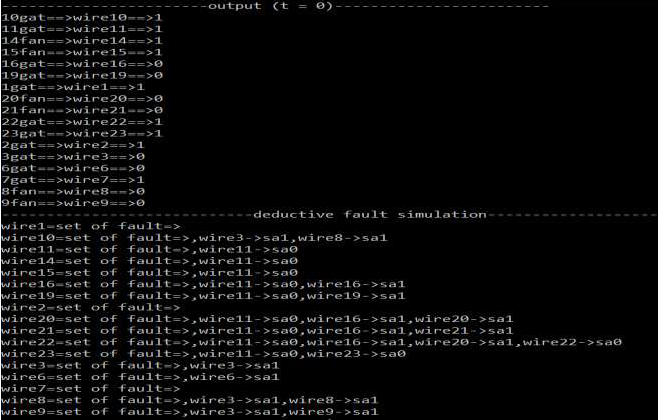 -------------------------output (t = 0)--------------------------
10gat==>wire10==>1
11gat==>wire11==>1
14fan==>wire14==>1
15fan==>wire15==>1
16gat==>wire16==>0
19gat==>wire19==>0
1gat==>wire1==>1
20fan==>wire20==>0
21fan==>wire21==>0
22gat==>wire22==>1
23gat==>wire23==>1
2gat==>wire2==>1
3gat==>wire3==>0
6gat==>wire6==>0
7gat==>wire7==>1
8fan==>wire8==>0
9fan==>wire9==>0
------------------------------deductive fault simulation--------------------
wire1=set of fault=>
wire10=set of fault=>,wire3->sa1,wire8->sa1
wire11=set of fault=>,wire11->sa0
wire14=set of fault=>,wire11->sa0
wire15=set of fault=>,wire11->sa0
wire16=set of fault=>,wire11->sa0,wire16->sa1
wire19=set of fault=>,wire11->sa0,wire19->sa1
wire2=set of fault=>
wire20=set of fault=>,wire11->sa0,wire16->sa1,wire20->sa1
wire21=set of fault=>,wire11->sa0,wire16->sa1,wire21->sa1
wire22=set of fault=>,wire11->sa0,wire16->sa1,wire20->sa1,wire22->sa0
wire23=set of fault=>,wire11->sa0,wire23->sa0
wire3=set of fault=>,wire3->sa1
wire6=set of fault=>,wire6->sa1
wire7=set of fault=>
wire8=set of fault=>,wire3->sa1,wire8->sa1
wire9=set of fault=>,wire3->sa1,wire9->sa1